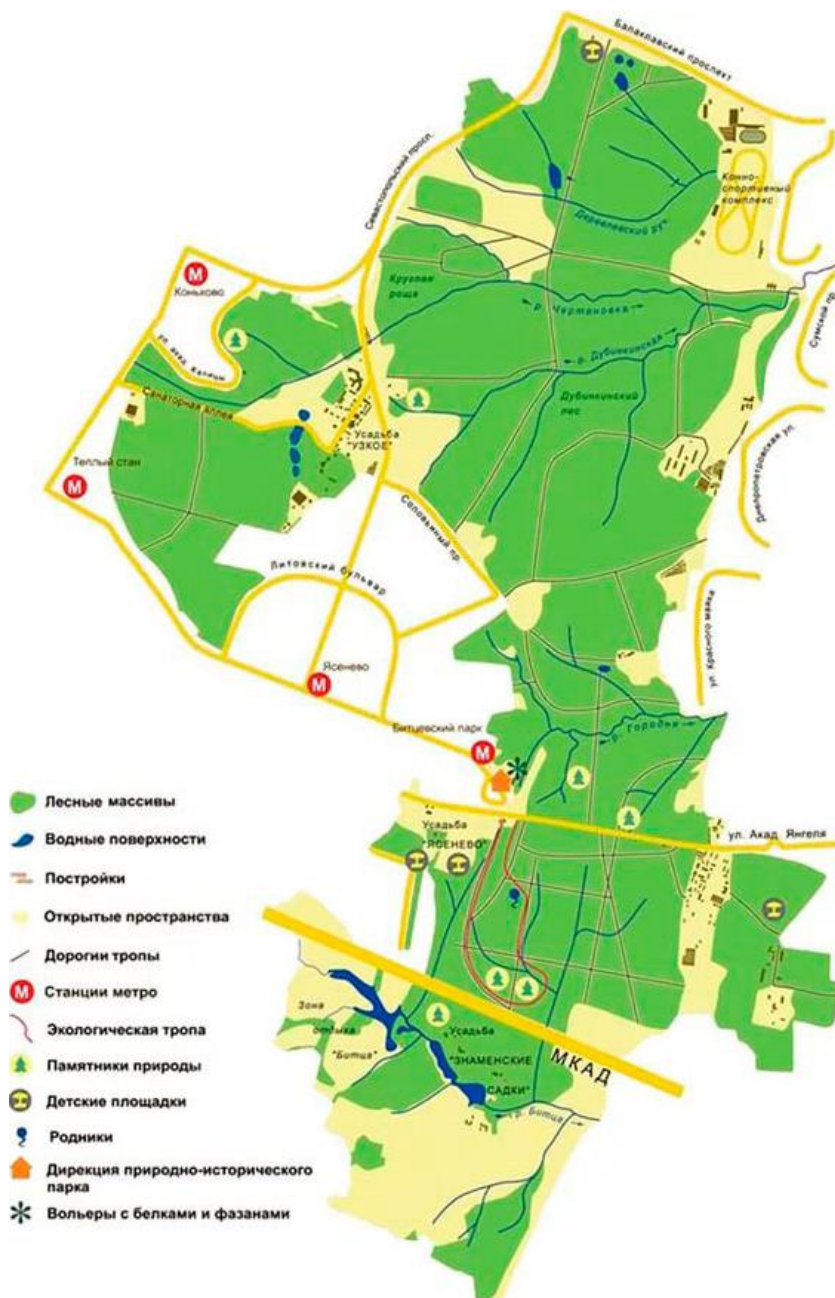 Балаклавский проспект
Севастопольский просп.
Конно-
спортивный
комплекс
Деревлевский руч.
М
Коньково
Круглая
роща
р. Чертановка
Сумской пр.
ул. акад. Капицы
р. Дубинкинская
Санаторная аллея
Дубинкинский
лес
Усадьба
"УЗКОЕ"
Теплый стан
М
Днепропетровская ул.
Соловьиный пр.
Литовский бульвар
ул. Красного маяка
Ясенево
М
Битцевский парк
М
р. Городня
Лесные массивы
Усадьба
"ЯСЕНЕВО"
ул. Акад. Янгеля
Водные поверхности
Постройки
Открытые пространства
Дорогии тропы
М
Станции метро
Зона
отдыха
"Битца"
Экологическая тропа
Усадьба
"ЗНАМЕНСКИЕ
САДКИ"
МКАД
Памятники природы
Детские площадки
р. Битца
Родники
Дирекция природно-исторического
парка
Вольеры с белками и фазанами